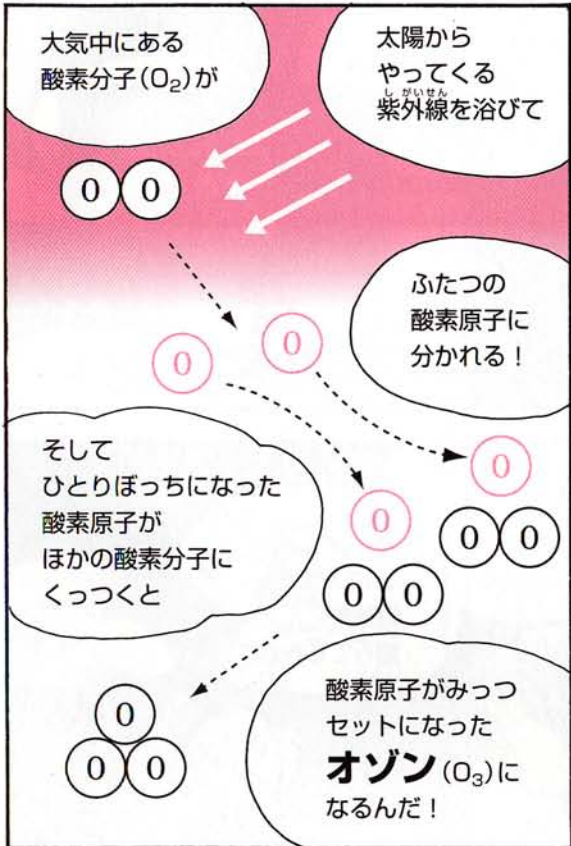 大気中にある
酸素分子(O₂)が
太陽から
やってくる
しがいせん
紫外線を浴びて
O O
ふたつの
酸素原子に
分かれる！
O
O
そして
ひとりぼっちになった
酸素原子が
ほかの酸素分子に
くっつくと
O
O O
O
O O
酸素原子がみっつ
セットになった
オゾン(O₃)に
なるんだ！
O
O O